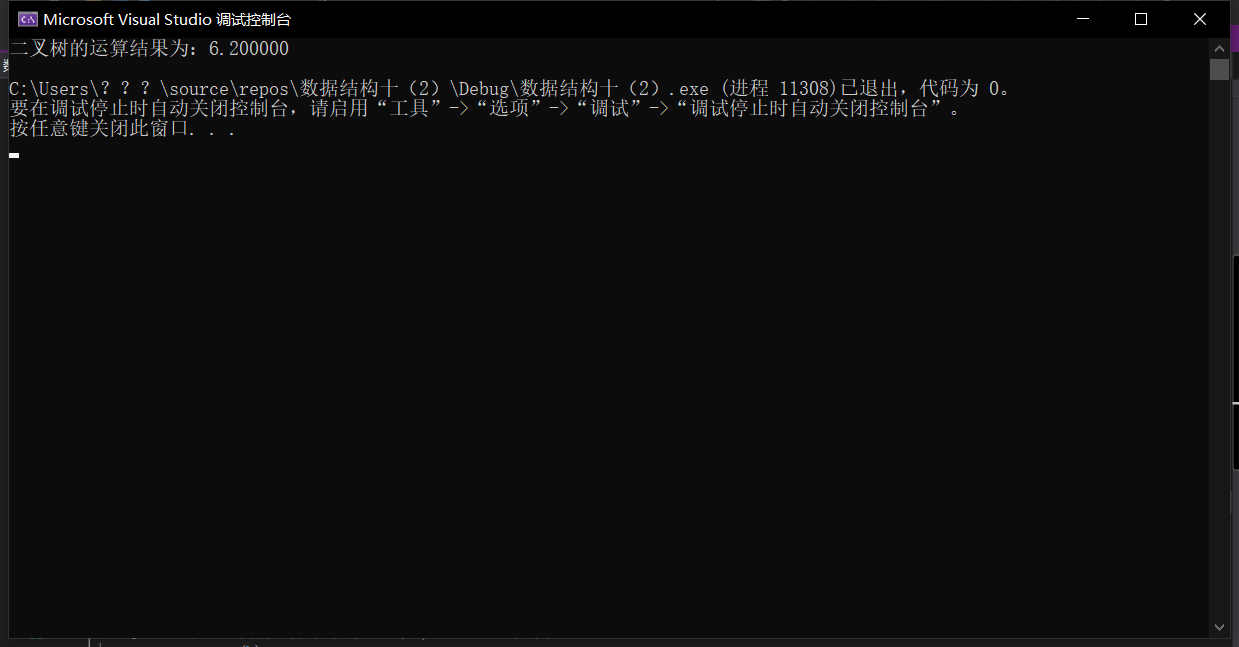 Microsoft Visual Studio 调试控制台
二叉树的运算结果为：6.200000
C:\Users\？？？\source\repos\数据结构十（2）\Debug\数据结构十（2）.exe (进程 11308)已退出，代码为 0。
要在调试停止时自动关闭控制台，请启用“工具”->“选项”->“调试”->“调试停止时自动关闭控制台”。
按任意键关闭此窗口. . .